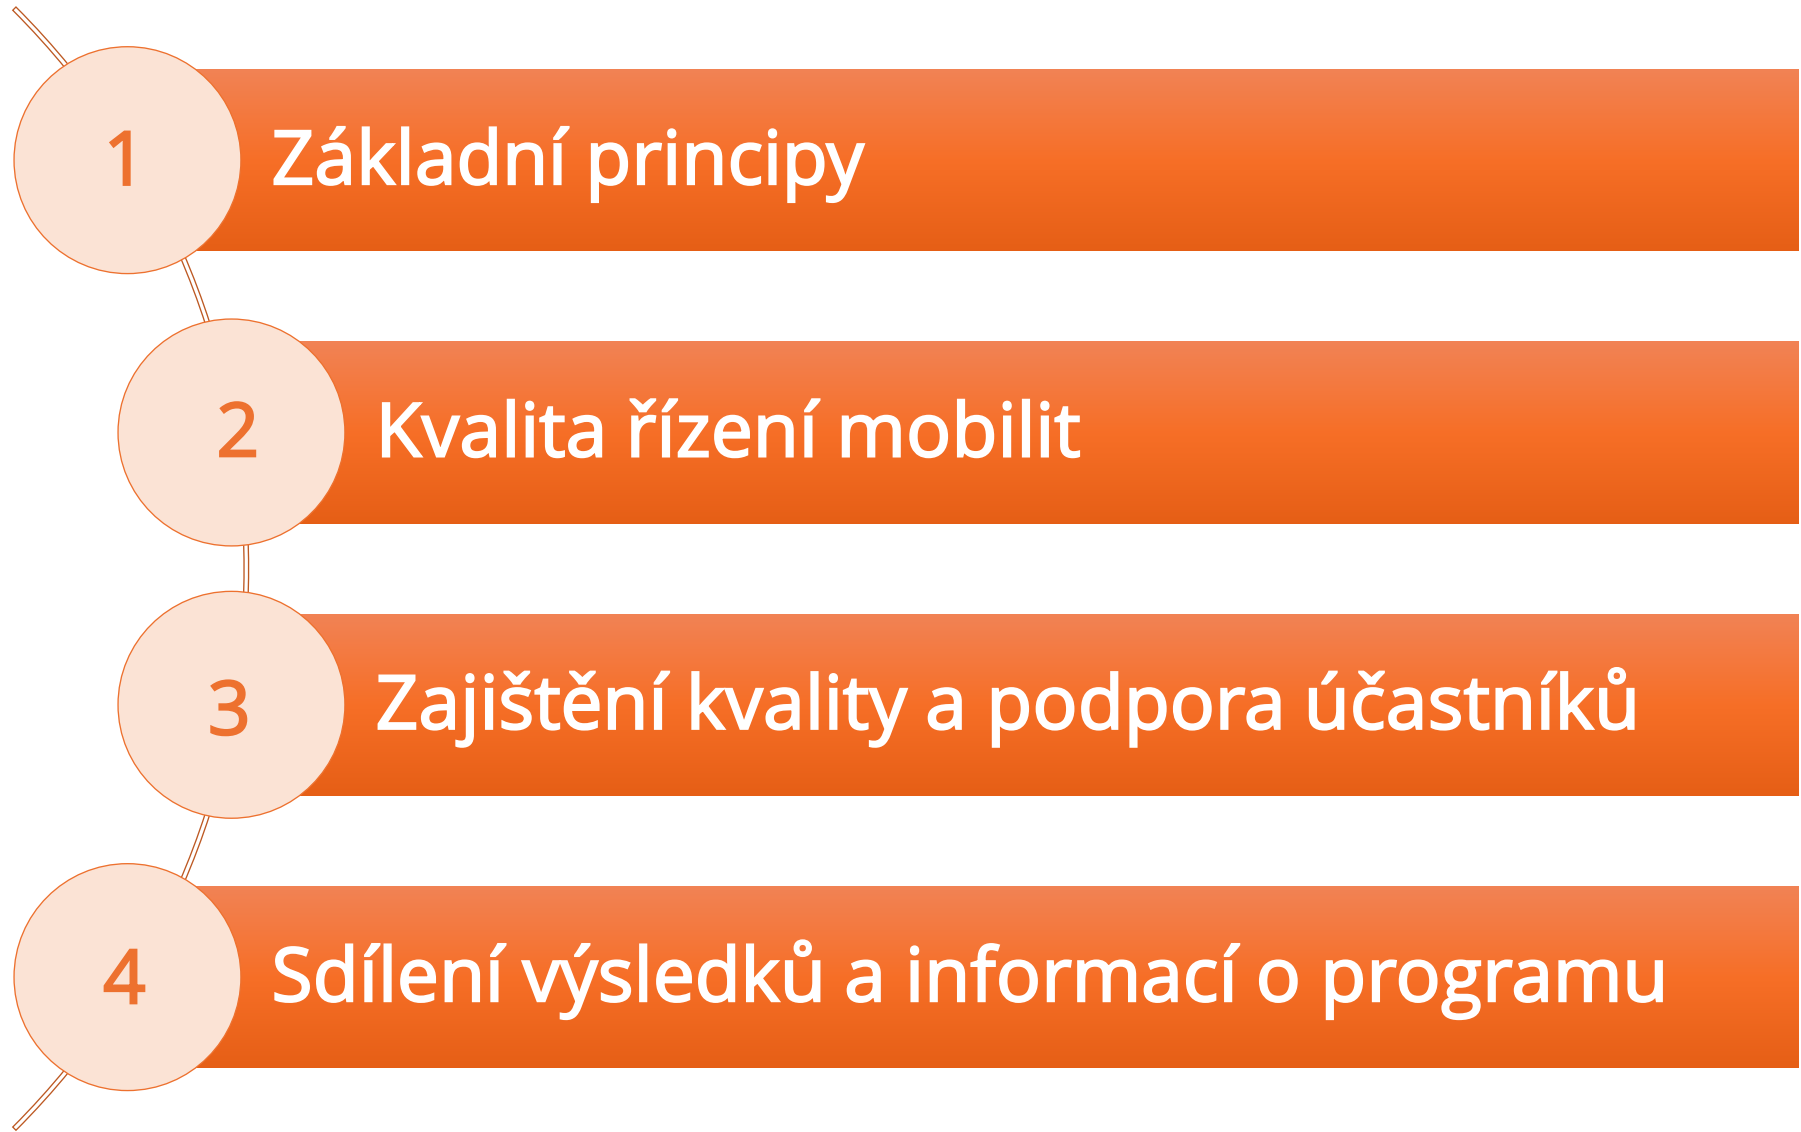 1 Základní principy
2 Kvalita řízení mobilit
3 Zajištění kvality a podpora účastníků
4 Sdílení výsledků a informací o programu